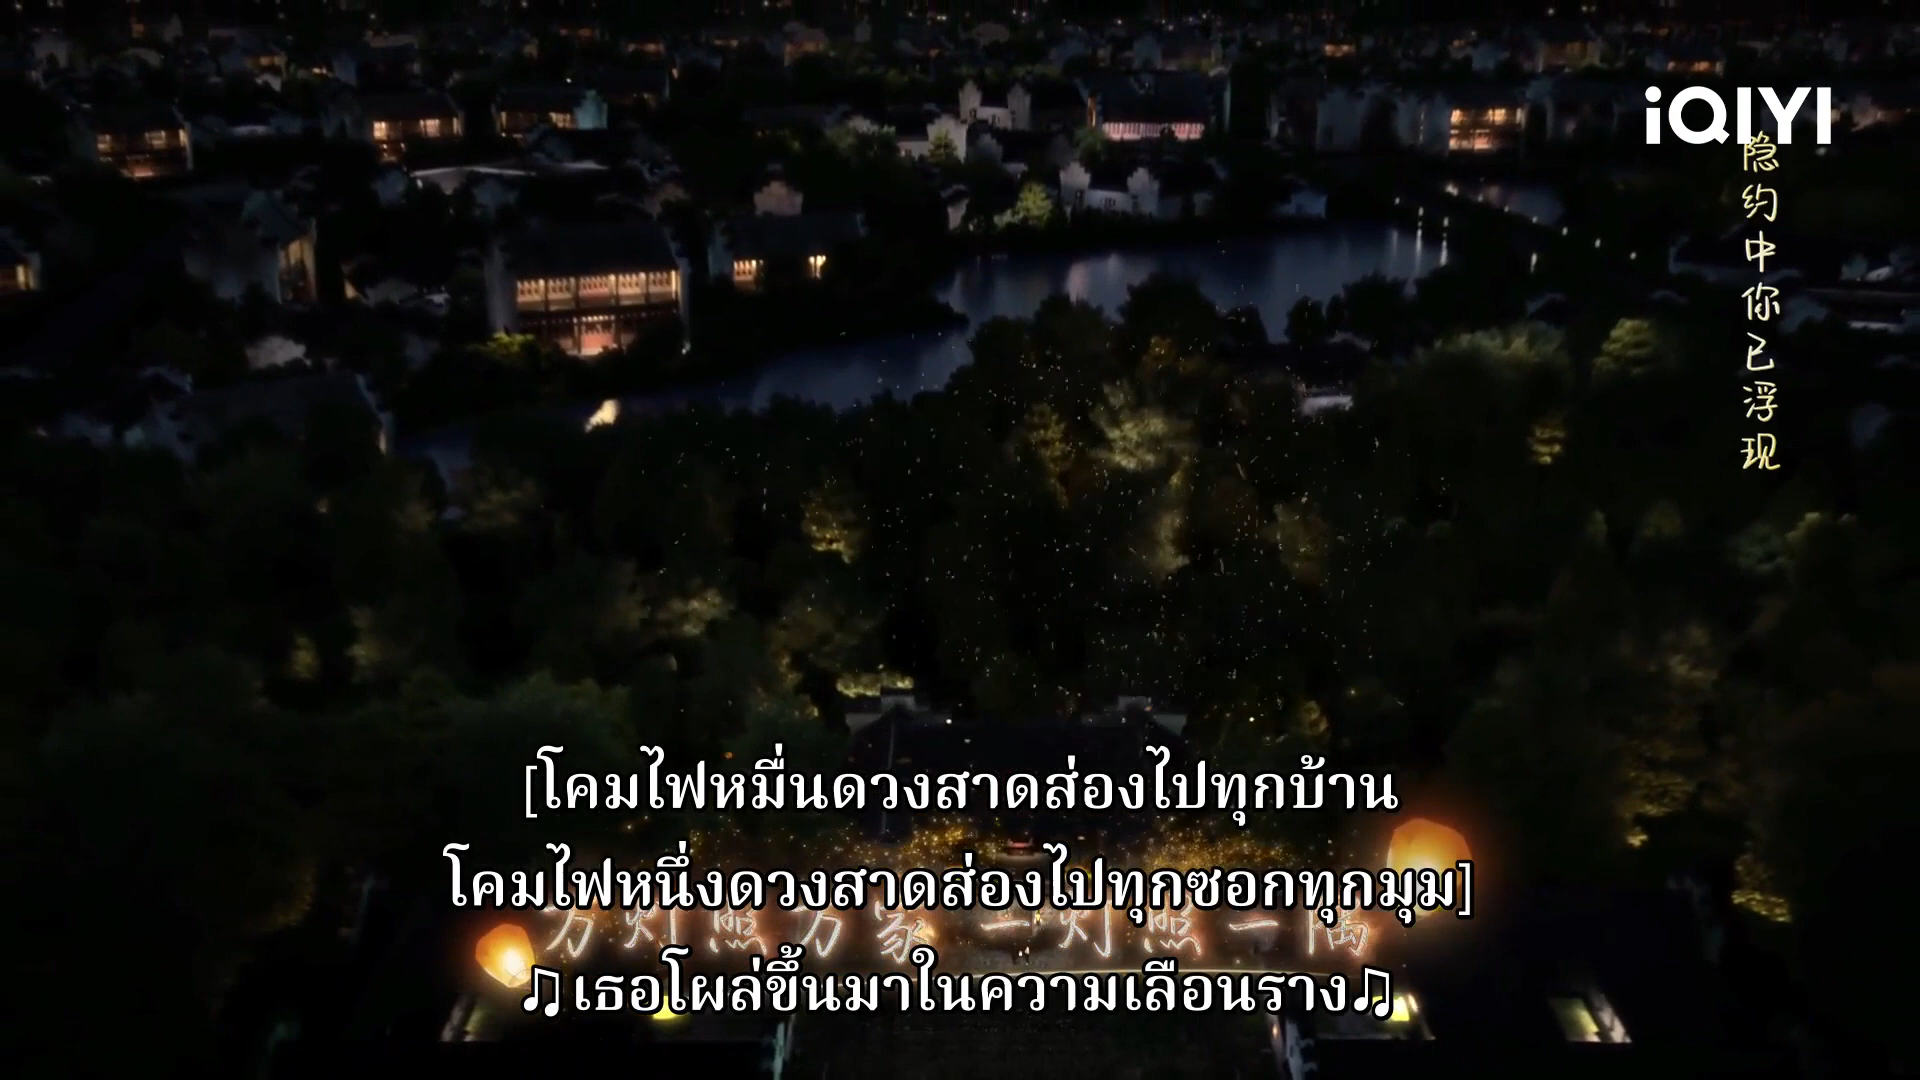 iQIYI
隐约中你已浮现
[โคมไฟหมื่นดวงสาดส่องไปทุกบ้าน
โคมไฟหนึ่งดวงสาดส่องไปทุกซอกทุกมุม]
万灯照万家 一灯照一隅
♫เธอโผล่ขึ้นมาในความเลือนราง♫